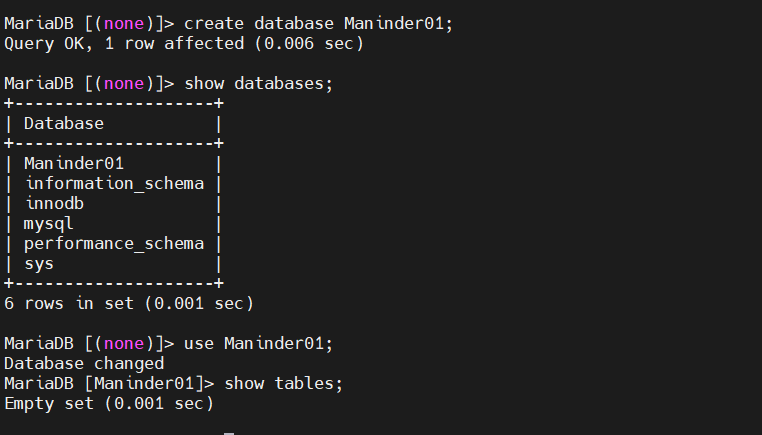 MariaDB [(none)]> create database Maninder01;
Query OK, 1 row affected (0.006 sec)
MariaDB [(none)]> show databases;
+--------------------+
| Database           |
+--------------------+
| Maninder01         |
| information_schema |
| innodb             |
| mysql              |
| performance_schema |
| sys                |
+--------------------+
6 rows in set (0.001 sec)
MariaDB [(none)]> use Maninder01;
Database changed
MariaDB [Maninder01]> show tables;
Empty set (0.001 sec)